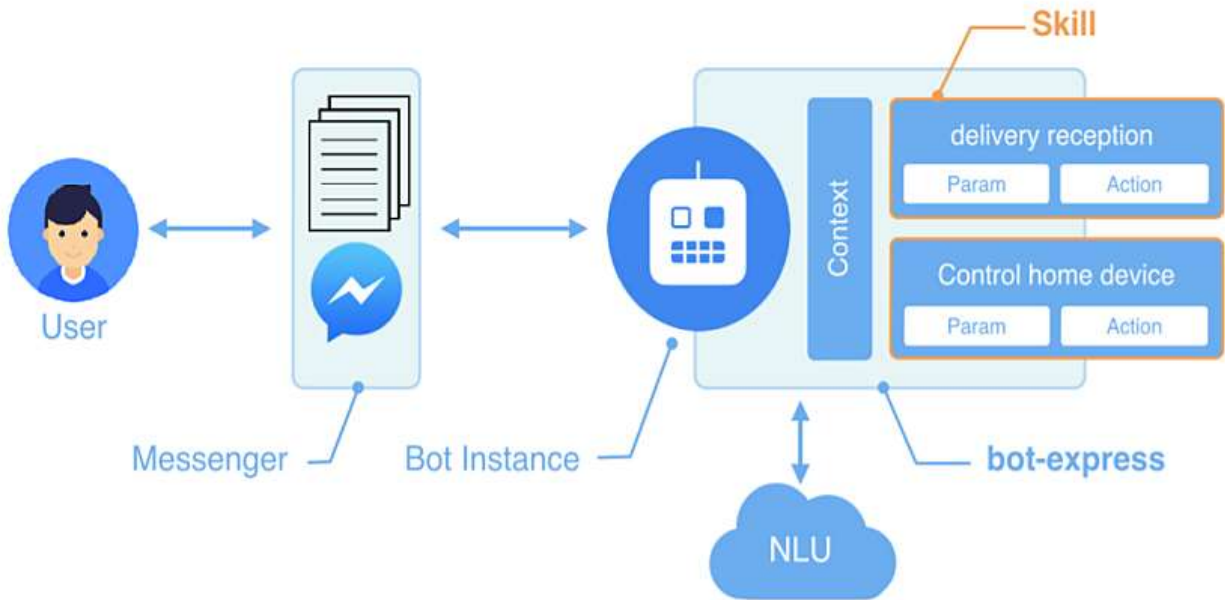 Skill
delivery reception
Param
Action
Context
Control home device
Param
Action
User
Messenger
Bot Instance
bot-express
NLU